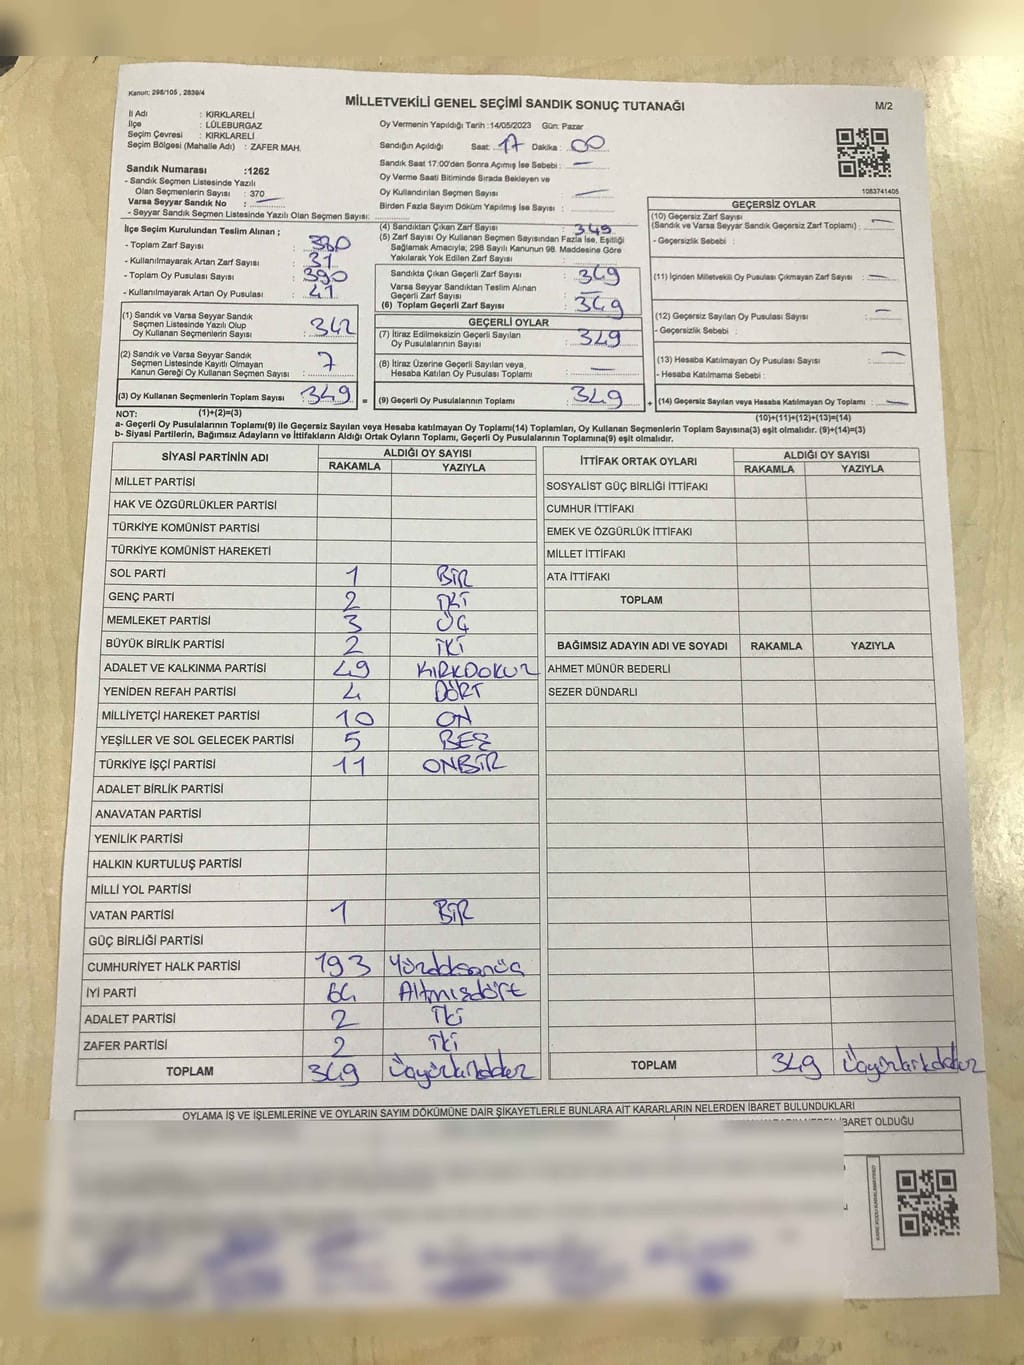 Kanun; 298/105 , 2839/4
MİLLETVEKİLİ GENEL SEÇİMİ SANDIK SONUÇ TUTANAĞI
M/2
İl Adı : KIRKLARELİ
İlçe : LÜLEBURGAZ
Seçim Çevresi : KIRKLARELİ
Seçim Bölgesi (Mahalle Adı) : ZAFER MAH.
Sandık Numarası :1262
- Sandık Seçmen Listesinde Yazılı
Olan Seçmenlerin Sayısı : 370
Varsa Seyyar Sandık No :
- Seyyar Sandık Seçmen Listesinde Yazılı Olan Seçmen Sayısı:
Oy Vermenin Yapıldığı Tarih :14/05/2023 Gün: Pazar
Sandığın Açıldığı Saat: 17 Dakika : 00
Sandık Saat 17:00'den Sonra Açımış İse Sebebi : —
Oy Verme Saati Bitiminde Sırada Bekleyen ve
Oy Kullandırılan Seçmen Sayısı : —
Birden Fazla Sayım Döküm Yapılmış İse Sayısı :
1083741405
İlçe Seçim Kurulundan Teslim Alınan ;
- Toplam Zarf Sayısı : 380
- Kullanılmayarak Artan Zarf Sayısı : 31
- Toplam Oy Pusulası Sayısı : 390
- Kullanılmayarak Artan Oy Pusulası : 41
(1) Sandık ve Varsa Seyyar Sandık
Seçmen Listesinde Yazılı Olup
Oy Kullanan Seçmenlerin Sayısı : 342
(2) Sandık ve Varsa Seyyar Sandık
Seçmen Listesinde Kayıtlı Olmayan
Kanun Gereği Oy Kullanan Seçmen Sayısı : 7
(3) Oy Kullanan Seçmenlerin Toplam Sayısı : 349
(4) Sandıktan Çıkan Zarf Sayısı : 349
(5) Zarf Sayısı Oy Kullanan Seçmen Sayısından Fazla İse, Eşitliği
Sağlamak Amacıyla; 298 Sayılı Kanunun 98. Maddesine Göre
Yakılarak Yok Edilen Zarf Sayısı :
Sandıkta Çıkan Geçerli Zarf Sayısı : 349
Varsa Seyyar Sandıktan Teslim Alınan
Geçerli Zarf Sayısı : —
(6) Toplam Geçerli Zarf Sayısı : 349
GEÇERLİ OYLAR
(7) İtiraz Edilmeksizin Geçerli Sayılan
Oy Pusulalarının Sayısı : 349
(8) İtiraz Üzerine Geçerli Sayılan veya
Hesaba Katılan Oy Pusulası Toplamı : —
= (9) Geçerli Oy Pusulalarının Toplamı : 349
GEÇERSİZ OYLAR
(10) Geçersiz Zarf Sayısı
(Sandık ve Varsa Seyyar Sandık Geçersiz Zarf Toplamı) : —
- Geçersizlik Sebebi :
(11) İçinden Milletvekili Oy Pusulası Çıkmayan Zarf Sayısı : —
(12) Geçersiz Sayılan Oy Pusulası Sayısı : —
- Geçersizlik Sebebi :
(13) Hesaba Katılmayan Oy Pusulası Sayısı : —
- Hesaba Katılmama Sebebi :
+ (14) Geçersiz Sayılan veya Hesaba Katılmayan Oy Toplamı : —
NOT: (1)+(2)=(3)
(10)+(11)+(12)+(13)=(14)
a- Geçerli Oy Pusulalarının Toplamı(9) ile Geçersiz Sayılan veya Hesaba katılmayan Oy Toplamı(14) Toplamları, Oy Kullanan Seçmenlerin Toplam Sayısına(3) eşit olmalıdır. (9)+(14)=(3)
b- Siyasi Partilerin, Bağımsız Adayların ve İttifakların Aldığı Ortak Oyların Toplamı, Geçerli Oy Pusulalarının Toplamına(9) eşit olmalıdır.
SİYASİ PARTİNİN ADI
ALDIĞI OY SAYISI
RAKAMLA YAZIYLA
MİLLET PARTİSİ
HAK VE ÖZGÜRLÜKLER PARTİSİ
TÜRKİYE KOMÜNİST PARTİSİ
TÜRKİYE KOMÜNİST HAREKETİ
SOL PARTİ 1 BİR
GENÇ PARTİ 2 İKİ
MEMLEKET PARTİSİ 3 ÜÇ
BÜYÜK BİRLİK PARTİSİ 2 İKİ
ADALET VE KALKINMA PARTİSİ 49 KIRKDOKUZ
YENİDEN REFAH PARTİSİ 4 DÖRT
MİLLİYETÇİ HAREKET PARTİSİ 10 ON
YEŞİLLER VE SOL GELECEK PARTİSİ 5 BEŞ
TÜRKİYE İŞÇİ PARTİSİ 11 ONBİR
ADALET BİRLİK PARTİSİ
ANAVATAN PARTİSİ
YENİLİK PARTİSİ
HALKIN KURTULUŞ PARTİSİ
MİLLİ YOL PARTİSİ
VATAN PARTİSİ 1 BİR
GÜÇ BİRLİĞİ PARTİSİ
CUMHURİYET HALK PARTİSİ 193
İYİ PARTİ 64 Altmışdört
ADALET PARTİSİ 2 İki
ZAFER PARTİSİ 2 İki
TOPLAM 349
İTTİFAK ORTAK OYLARI
ALDIĞI OY SAYISI
RAKAMLA YAZIYLA
SOSYALİST GÜÇ BİRLİĞİ İTTİFAKI
CUMHUR İTTİFAKI
EMEK VE ÖZGÜRLÜK İTTİFAKI
MİLLET İTTİFAKI
ATA İTTİFAKI
TOPLAM
BAĞIMSIZ ADAYIN ADI VE SOYADI RAKAMLA YAZIYLA
AHMET MÜNÜR BEDERLİ
SEZER DÜNDARLI
TOPLAM 349
OYLAMA İŞ VE İŞLEMLERİNE VE OYLARIN SAYIM DÖKÜMÜNE DAİR ŞİKAYETLERLE BUNLARA AİT KARARLARIN NELERDEN İBARET BULUNDUKLARI
İBARET OLDUĞU